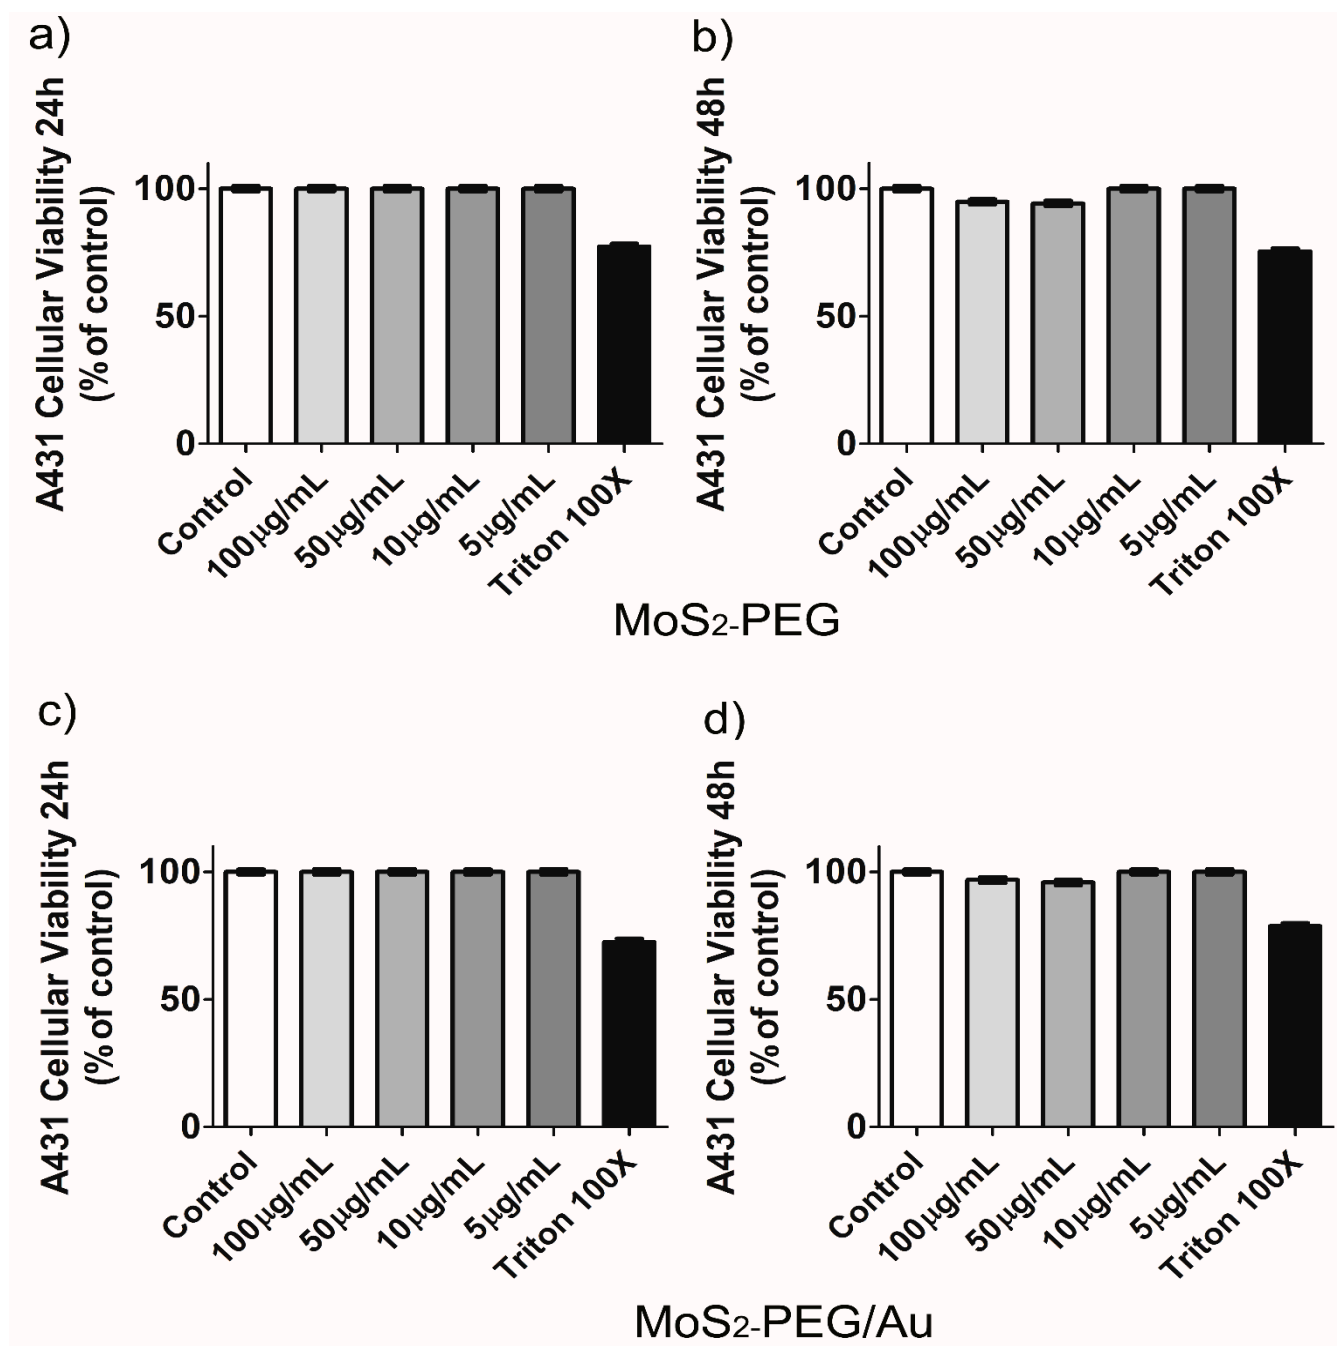 a)
A431 Cellular Viability 24h
(% of control)
100
50
0
Control
100µg/mL
50µg/mL
10µg/mL
5µg/mL
Triton 100X
b)
A431 Cellular Viability 48h
(% of control)
100
50
0
Control
100µg/mL
50µg/mL
10µg/mL
5µg/mL
Triton 100X
MoS2-PEG
c)
A431 Cellular Viability 24h
(% of control)
100
50
0
Control
100µg/mL
50µg/mL
10µg/mL
5µg/mL
Triton 100X
d)
A431 Cellular Viability 48h
(% of control)
100
50
0
Control
100µg/mL
50µg/mL
10µg/mL
5µg/mL
Triton 100X
MoS2-PEG/Au